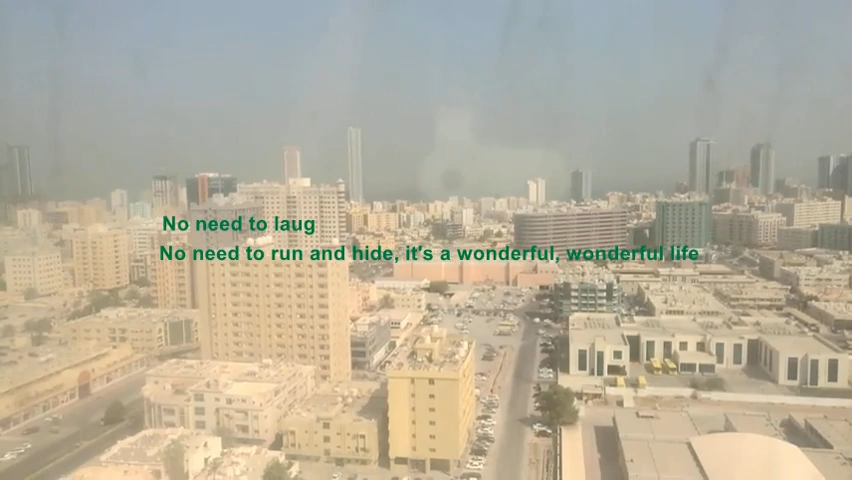 No need to laug
No need to run and hide, it's a wonderful, wonderful life